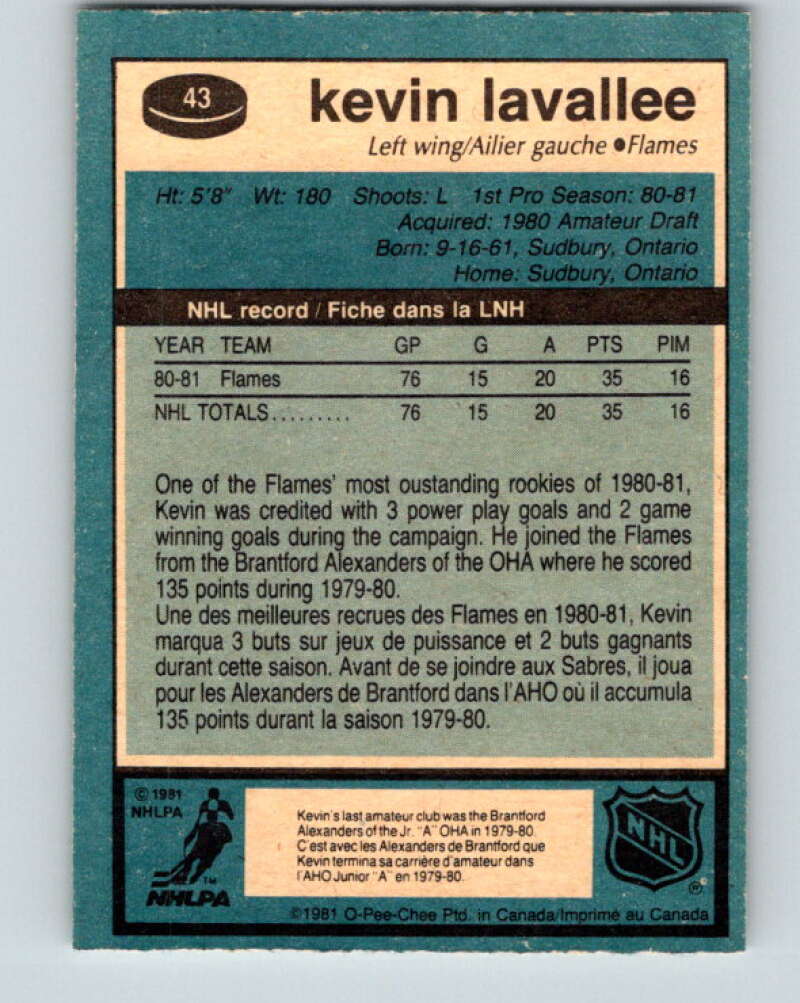 43
kevin lavallee
Left wing/Ailier gauche ●Flames
Ht: 5'8" Wt: 180 Shoots: L 1st Pro Season: 80-81
Acquired: 1980 Amateur Draft
Born: 9-16-61, Sudbury, Ontario
Home: Sudbury, Ontario
NHL record / Fiche dans la LNH
YEAR TEAM GP G A PTS PIM
80-81 Flames 76 15 20 35 16
NHL TOTALS......... 76 15 20 35 16
One of the Flames' most oustanding rookies of 1980-81,
Kevin was credited with 3 power play goals and 2 game
winning goals during the campaign. He joined the Flames
from the Brantford Alexanders of the OHA where he scored
135 points during 1979-80.
Une des meilleures recrues des Flames en 1980-81, Kevin
marqua 3 buts sur jeux de puissance et 2 buts gagnants
durant cette saison. Avant de se joindre aux Sabres, il joua
pour les Alexanders de Brantford dans l'AHO où il accumula
135 points durant la saison 1979-80.
© 1981
NHLPA
TM
NHLPA
Kevin's last amateur club was the Brantford
Alexanders of the Jr. "A" OHA in 1979-80.
C'est avec les Alexanders de Brantford que
Kevin termina sa carrière d'amateur dans
l'AHO Junior "A" en 1979-80.
NHL
®
©1981 O-Pee-Chee Ptd. in Canada/Imprimé au Canada